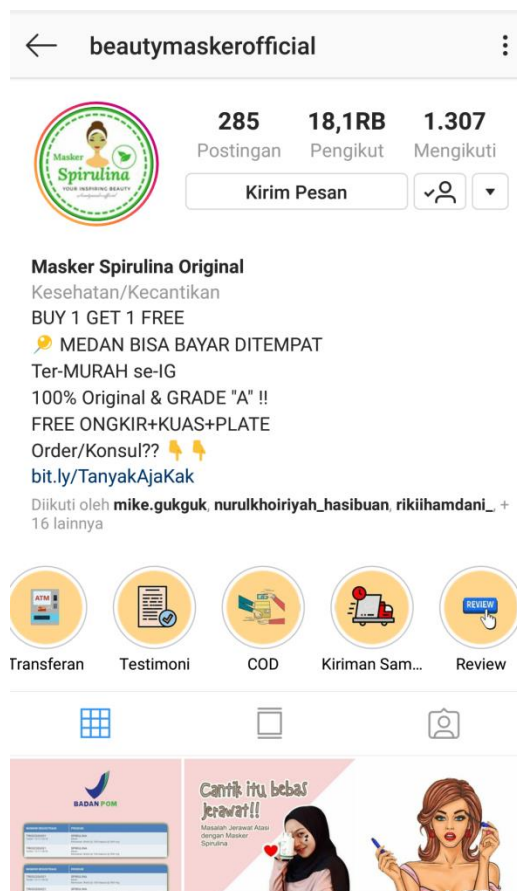 beautymaskerofficial
285 18,1RB 1.307
Postingan Pengikut Mengikuti
Masker
Spirulina
YOUR INSPIRING BEAUTY
Kirim Pesan
Masker Spirulina Original
Kesehatan/Kecantikan
BUY 1 GET 1 FREE
MEDAN BISA BAYAR DITEMPAT
Ter-MURAH se-IG
100% Original & GRADE "A" !!
FREE ONGKIR+KUAS+PLATE
Order/Konsul??
bit.ly/TanyakAjaKak
Diikuti oleh mike.gukguk, nurulkhoiriyah_hasibuan, rikiihamdani_, +
16 lainnya
ATM
REVIEW
Transferan Testimoni COD Kiriman Sam... Review
BADAN POM
Cantik itu bebas
jerawat!!
Masalah Jerawat Atasi
dengan Masker
Spirulina